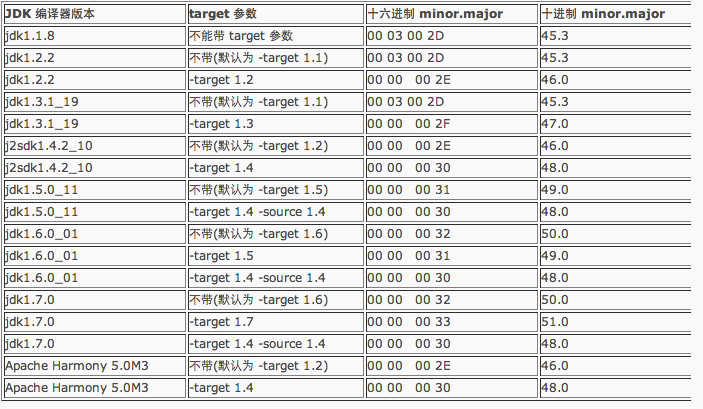 JDK 编译器版本 target 参数 十六进制 minor.major 十进制 minor.major
jdk1.1.8 不能带 target 参数 00 03 00 2D 45.3
jdk1.2.2 不带(默认为 -target 1.1) 00 03 00 2D 45.3
jdk1.2.2 -target 1.2 00 00 00 2E 46.0
jdk1.3.1_19 不带(默认为 -target 1.1) 00 03 00 2D 45.3
jdk1.3.1_19 -target 1.3 00 00 00 2F 47.0
j2sdk1.4.2_10 不带(默认为 -target 1.2) 00 00 00 2E 46.0
j2sdk1.4.2_10 -target 1.4 00 00 00 30 48.0
jdk1.5.0_11 不带(默认为 -target 1.5) 00 00 00 31 49.0
jdk1.5.0_11 -target 1.4 -source 1.4 00 00 00 30 48.0
jdk1.6.0_01 不带(默认为 -target 1.6) 00 00 00 32 50.0
jdk1.6.0_01 -target 1.5 00 00 00 31 49.0
jdk1.6.0_01 -target 1.4 -source 1.4 00 00 00 30 48.0
jdk1.7.0 不带(默认为 -target 1.6) 00 00 00 32 50.0
jdk1.7.0 -target 1.7 00 00 00 33 51.0
jdk1.7.0 -target 1.4 -source 1.4 00 00 00 30 48.0
Apache Harmony 5.0M3 不带(默认为 -target 1.2) 00 00 00 2E 46.0
Apache Harmony 5.0M3 -target 1.4 00 00 00 30 48.0